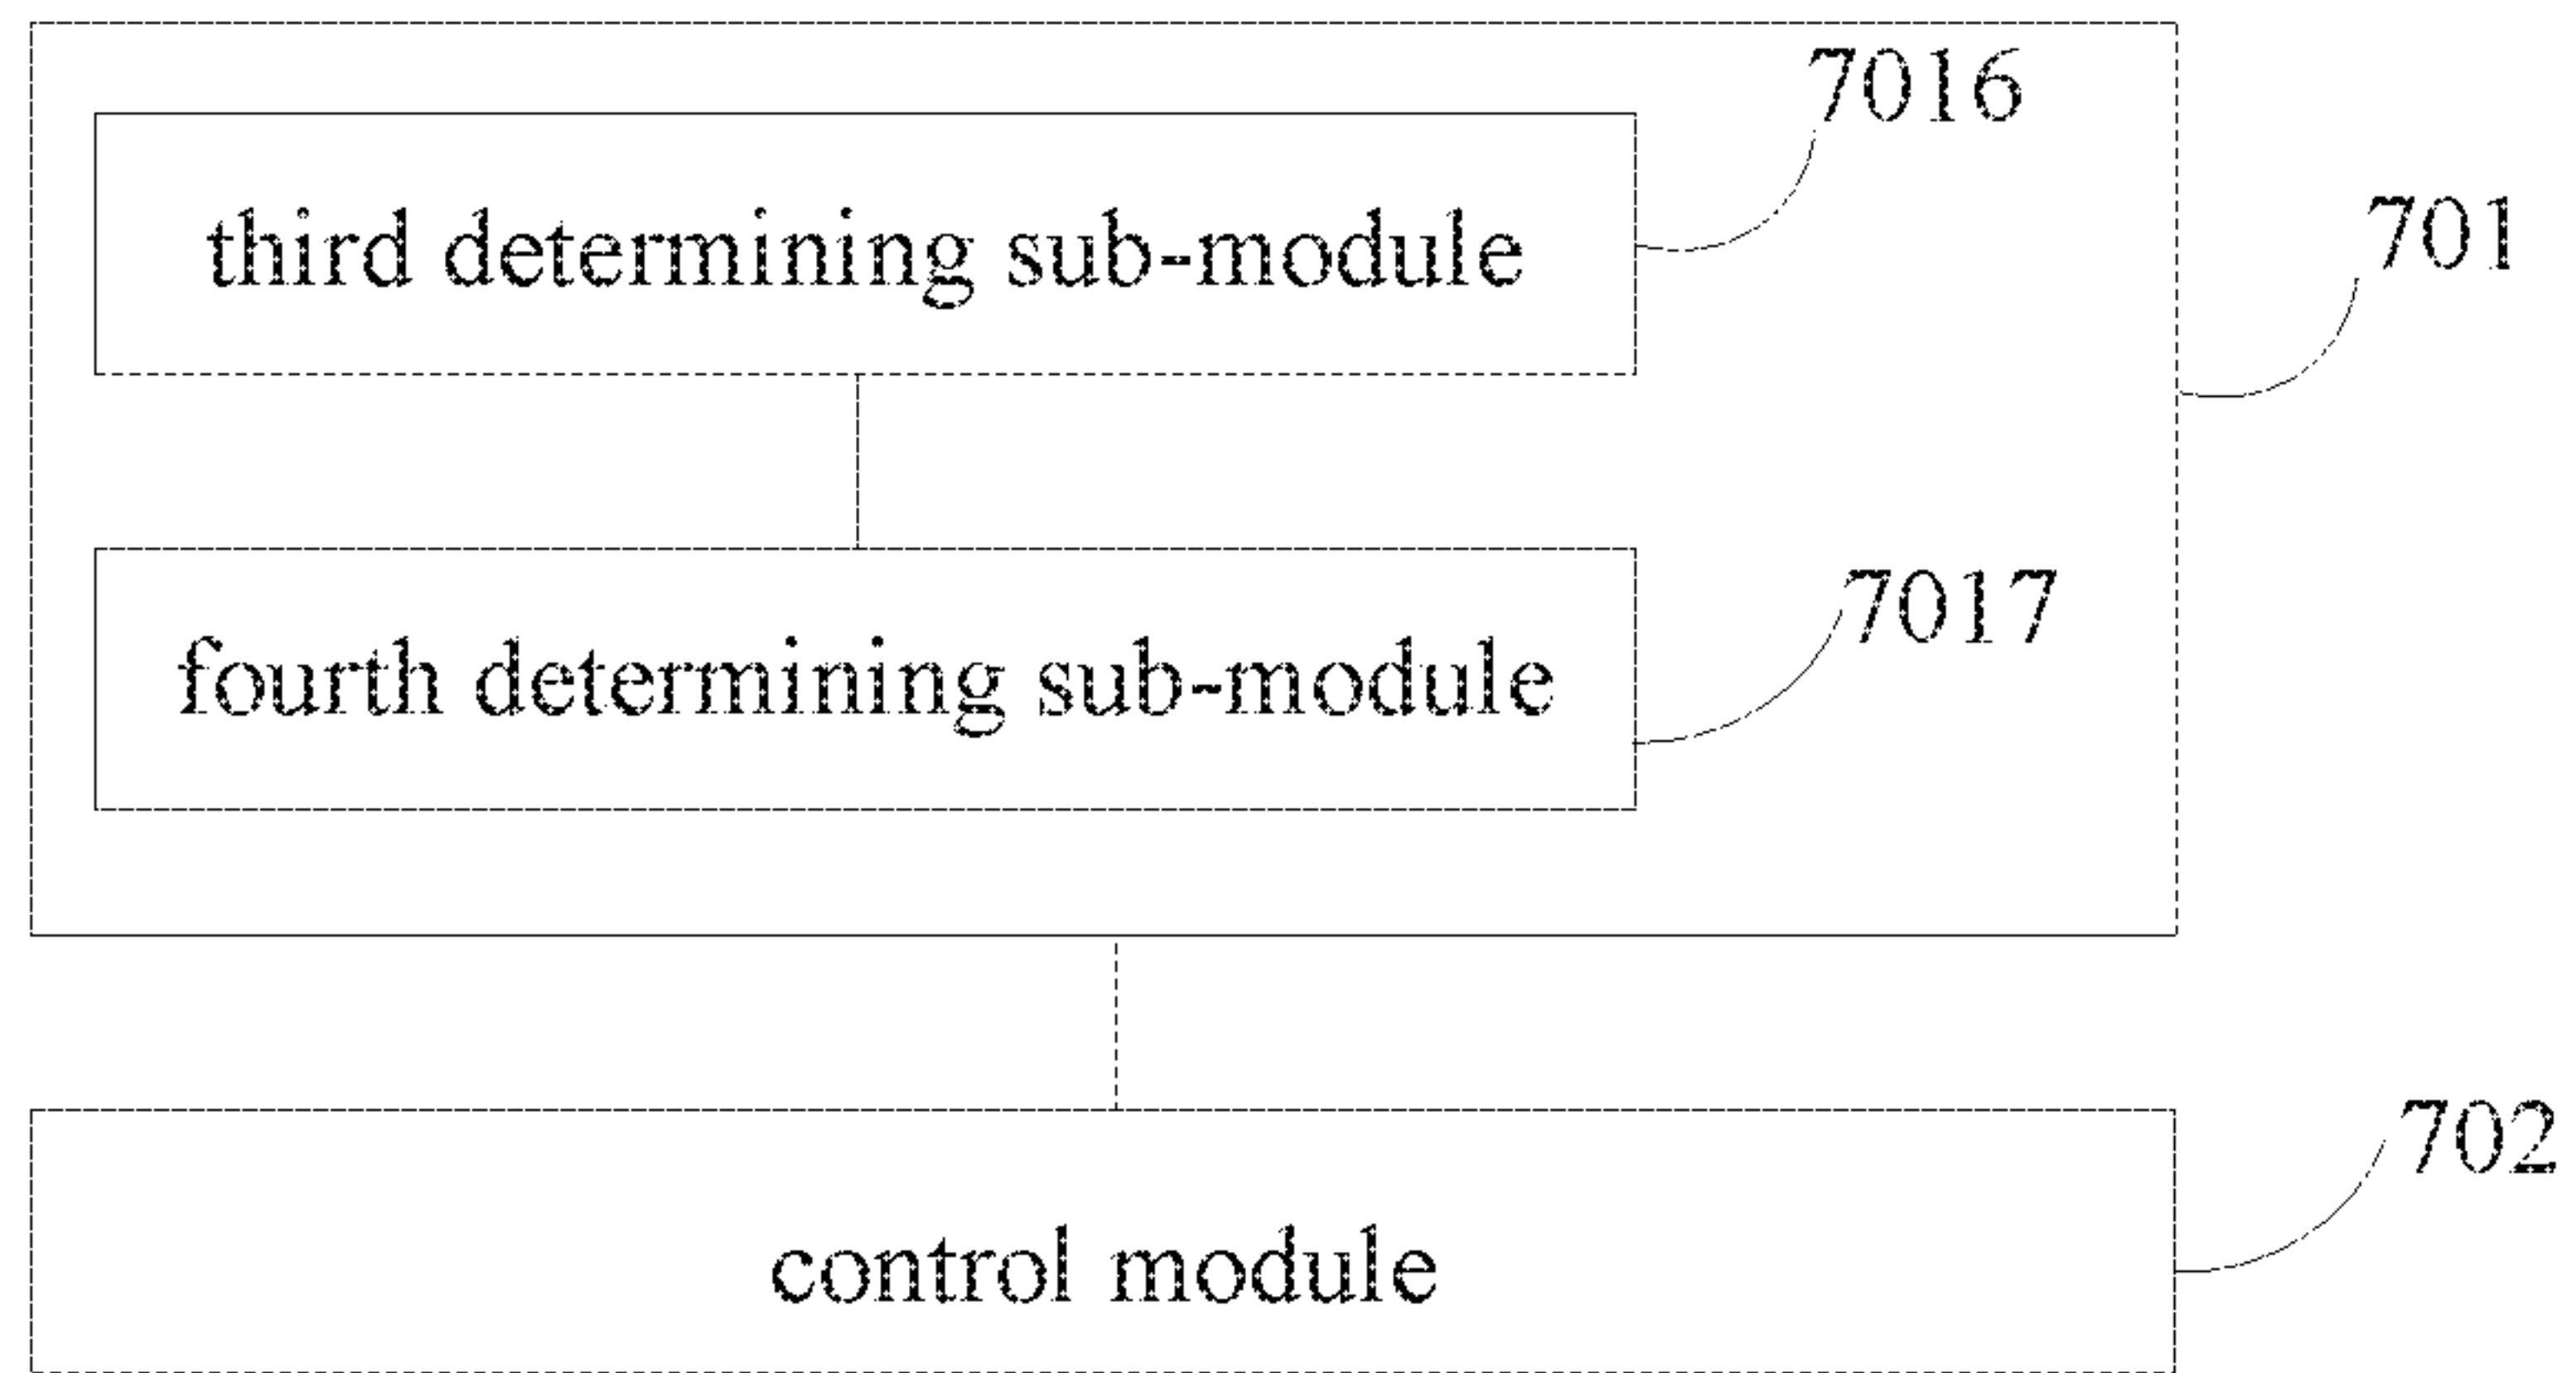 7016
third determining sub-module
701
7017
fourth determining sub-module
702
control module